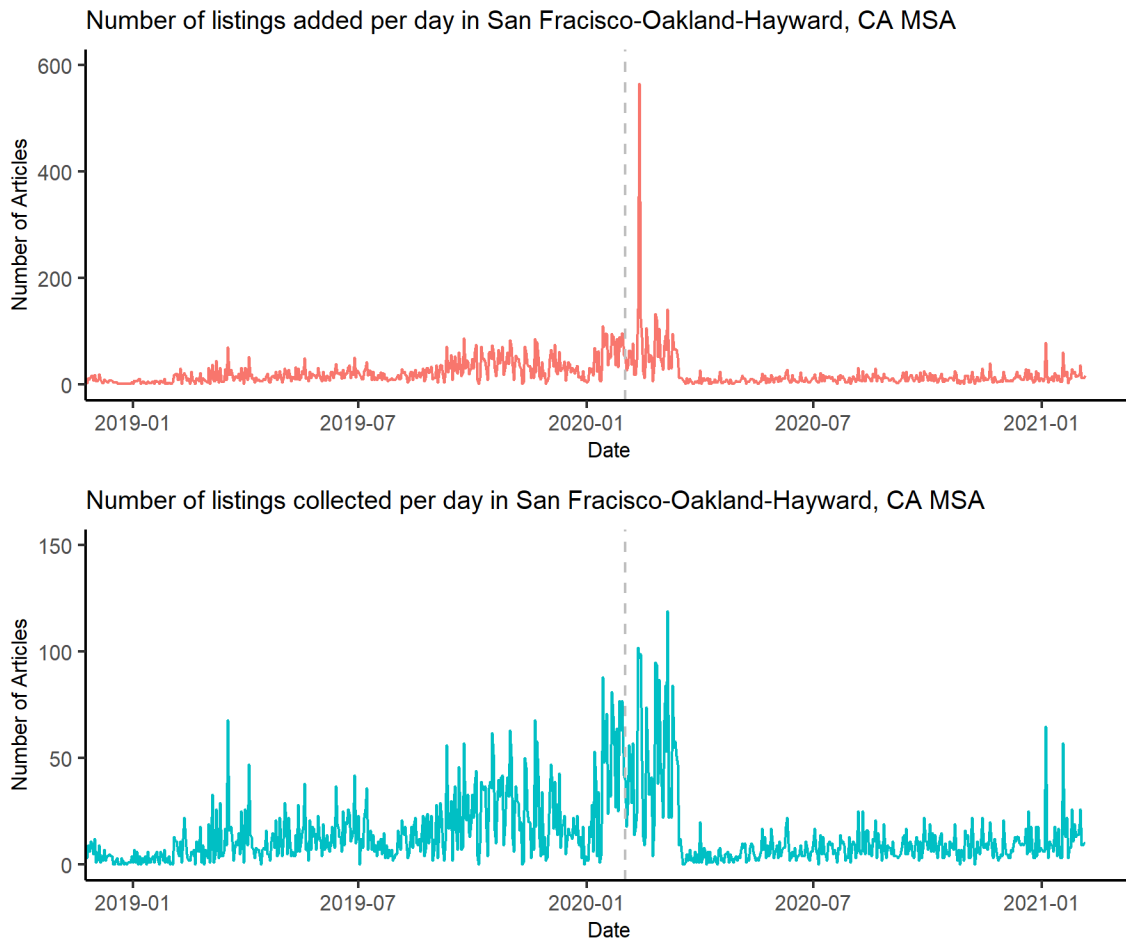 Number of listings added per day in San Fracisco-Oakland-Hayward, CA MSA
600
400
200
0
Number of Articles
2019-01 2019-07 2020-01 2020-07 2021-01
Date
Number of listings collected per day in San Fracisco-Oakland-Hayward, CA MSA
150
100
50
0
Number of Articles
2019-01 2019-07 2020-01 2020-07 2021-01
Date